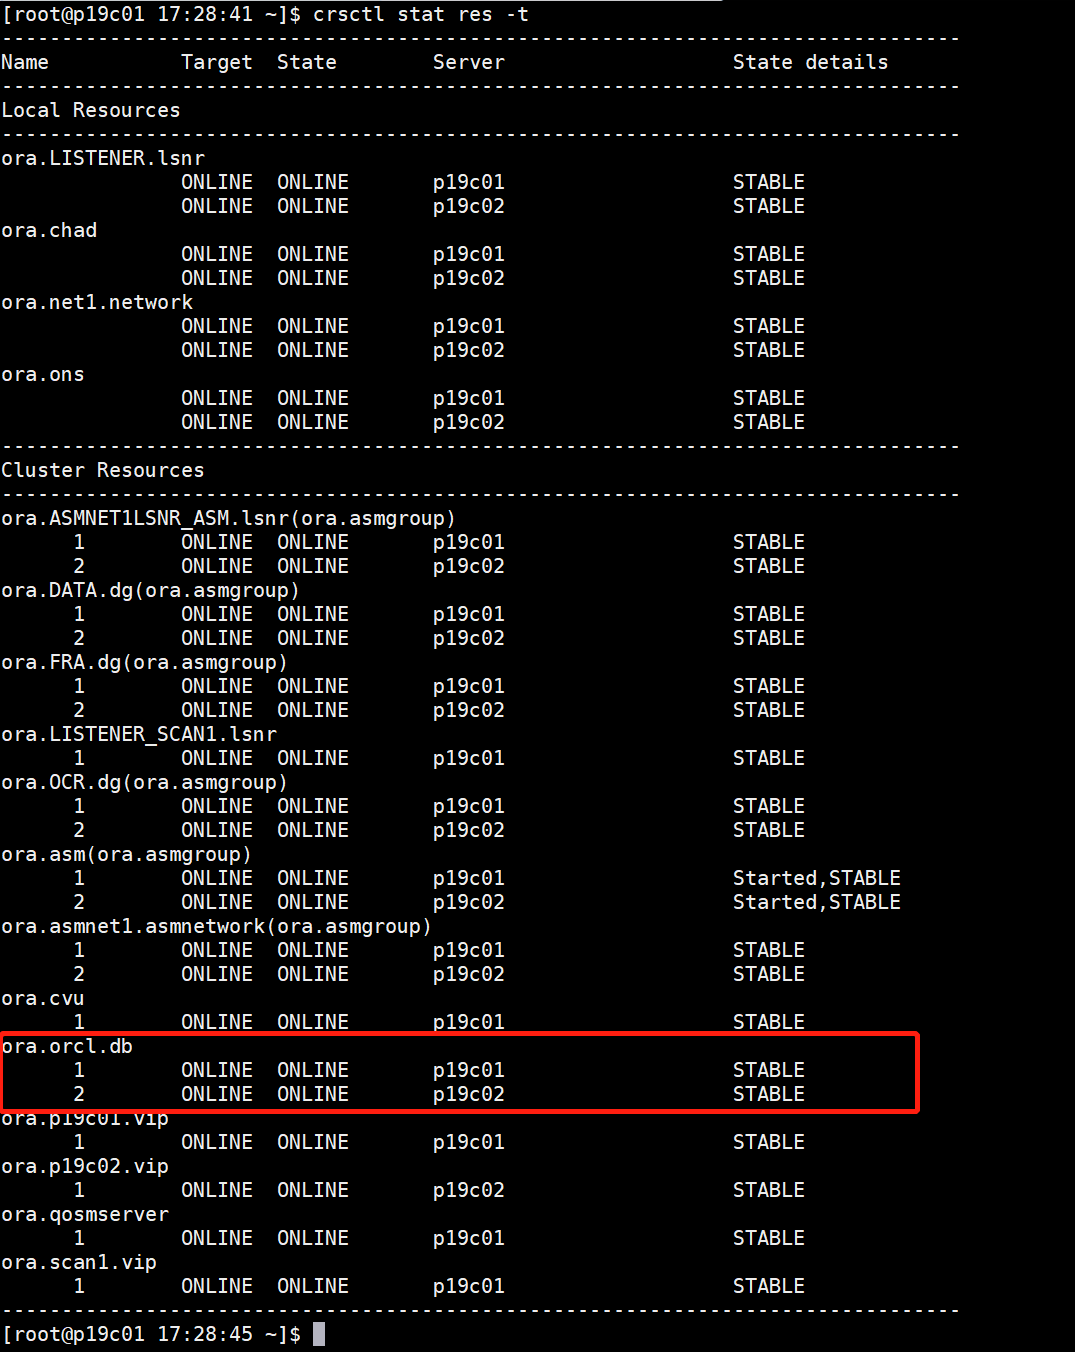 [root@p19c01 17:28:41 ~]$ crsctl stat res -t
--------------------------------------------------------------------------------
Name           Target  State        Server                   State details
--------------------------------------------------------------------------------
Local Resources
--------------------------------------------------------------------------------
ora.LISTENER.lsnr
               ONLINE  ONLINE       p19c01                   STABLE
               ONLINE  ONLINE       p19c02                   STABLE
ora.chad
               ONLINE  ONLINE       p19c01                   STABLE
               ONLINE  ONLINE       p19c02                   STABLE
ora.net1.network
               ONLINE  ONLINE       p19c01                   STABLE
               ONLINE  ONLINE       p19c02                   STABLE
ora.ons
               ONLINE  ONLINE       p19c01                   STABLE
               ONLINE  ONLINE       p19c02                   STABLE
--------------------------------------------------------------------------------
Cluster Resources
--------------------------------------------------------------------------------
ora.ASMNET1LSNR_ASM.lsnr(ora.asmgroup)
      1        ONLINE  ONLINE       p19c01                   STABLE
      2        ONLINE  ONLINE       p19c02                   STABLE
ora.DATA.dg(ora.asmgroup)
      1        ONLINE  ONLINE       p19c01                   STABLE
      2        ONLINE  ONLINE       p19c02                   STABLE
ora.FRA.dg(ora.asmgroup)
      1        ONLINE  ONLINE       p19c01                   STABLE
      2        ONLINE  ONLINE       p19c02                   STABLE
ora.LISTENER_SCAN1.lsnr
      1        ONLINE  ONLINE       p19c01                   STABLE
ora.OCR.dg(ora.asmgroup)
      1        ONLINE  ONLINE       p19c01                   STABLE
      2        ONLINE  ONLINE       p19c02                   STABLE
ora.asm(ora.asmgroup)
      1        ONLINE  ONLINE       p19c01                   Started,STABLE
      2        ONLINE  ONLINE       p19c02                   Started,STABLE
ora.asmnet1.asmnetwork(ora.asmgroup)
      1        ONLINE  ONLINE       p19c01                   STABLE
      2        ONLINE  ONLINE       p19c02                   STABLE
ora.cvu
      1        ONLINE  ONLINE       p19c01                   STABLE
ora.orcl.db
      1        ONLINE  ONLINE       p19c01                   STABLE
      2        ONLINE  ONLINE       p19c02                   STABLE
ora.p19c01.vip
      1        ONLINE  ONLINE       p19c01                   STABLE
ora.p19c02.vip
      1        ONLINE  ONLINE       p19c02                   STABLE
ora.qosmserver
      1        ONLINE  ONLINE       p19c01                   STABLE
ora.scan1.vip
      1        ONLINE  ONLINE       p19c01                   STABLE
--------------------------------------------------------------------------------
[root@p19c01 17:28:45 ~]$